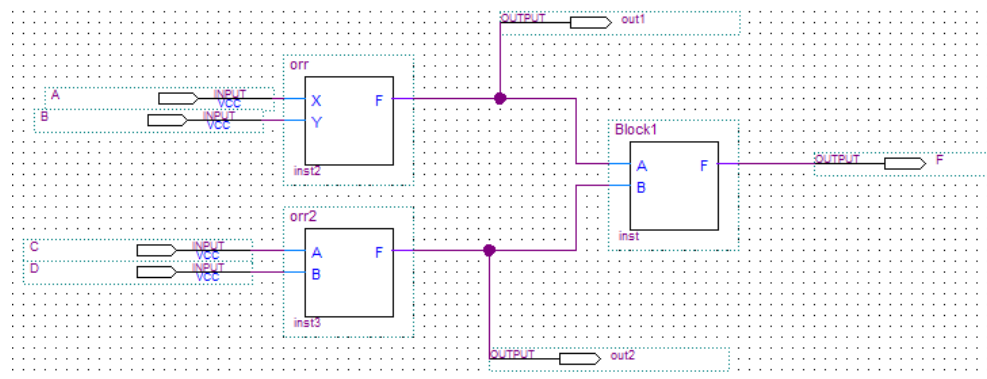 OUTPUT out1
orr
A INPUT VCC X F
B INPUT VCC Y
inst2
Block1
A F OUTPUT F
B
inst
orr2
C INPUT VCC A F
D INPUT VCC B
inst3
OUTPUT out2